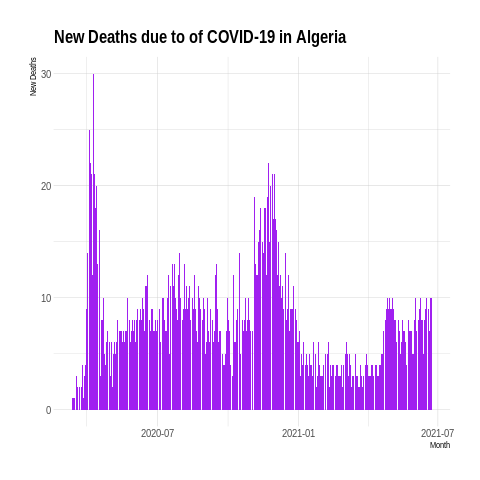 New Deaths due to of COVID-19 in Algeria
New Deaths
30
20
10
0
2020-07
2021-01
2021-07
Month